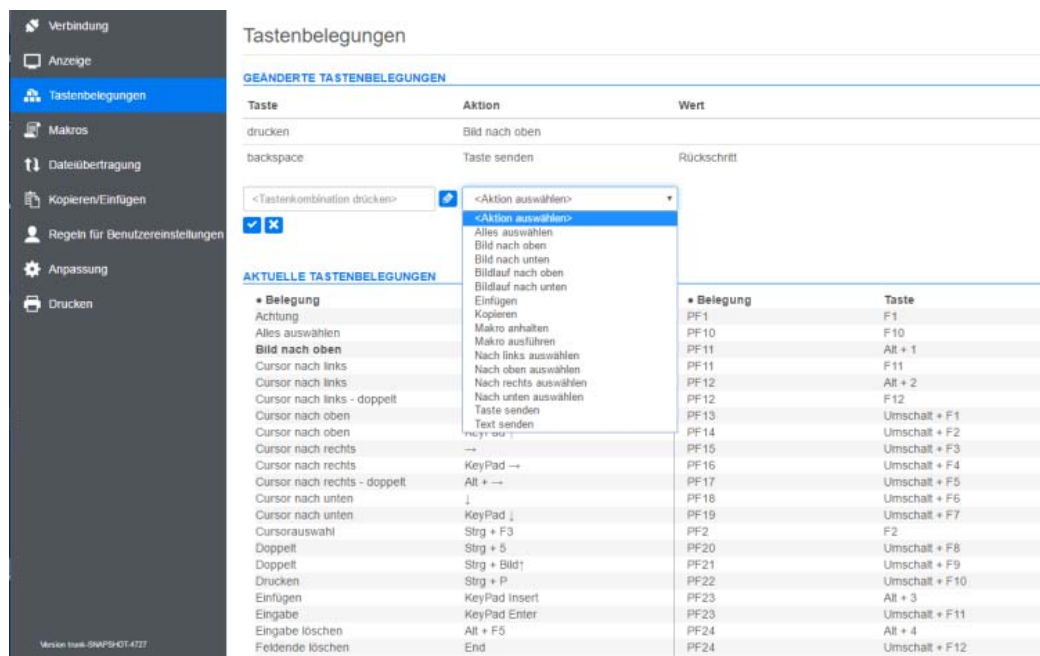 Verbindung
Anzeige
Tastenbelegungen
Makros
Dateiübertragung
Kopieren/Einfügen
Regeln für Benutzereinstellungen
Anpassung
Drucken
Version trunk-SNAPSHOT-4727
Tastenbelegungen
GEÄNDERTE TASTENBELEGUNGEN
Taste Aktion Wert
drucken Bild nach oben
backspace Taste senden Rückschritt
<Tastenkombination drücken> <Aktion auswählen>
<Aktion auswählen>
Alles auswählen
Bild nach oben
Bild nach unten
Bildlauf nach oben
Bildlauf nach unten
Einfügen
Kopieren
Makro anhalten
Makro ausführen
Nach links auswählen
Nach oben auswählen
Nach rechts auswählen
Nach unten auswählen
Taste senden
Text senden
AKTUELLE TASTENBELEGUNGEN
• Belegung • Belegung Taste
Achtung PF1 F1
Alles auswählen PF10 F10
Bild nach oben PF11 Alt + 1
Cursor nach links PF11 F11
Cursor nach links PF12 Alt + 2
Cursor nach links - doppelt PF12 F12
Cursor nach oben PF13 Umschalt + F1
Cursor nach oben KeyPad ↑ PF14 Umschalt + F2
Cursor nach rechts → PF15 Umschalt + F3
Cursor nach rechts KeyPad → PF16 Umschalt + F4
Cursor nach rechts - doppelt Alt + → PF17 Umschalt + F5
Cursor nach unten ↓ PF18 Umschalt + F6
Cursor nach unten KeyPad ↓ PF19 Umschalt + F7
Cursorauswahl Strg + F3 PF2 F2
Doppelt Strg + 5 PF20 Umschalt + F8
Doppelt Strg + Bild↑ PF21 Umschalt + F9
Drucken Strg + P PF22 Umschalt + F10
Einfügen KeyPad Insert PF23 Alt + 3
Eingabe KeyPad Enter PF23 Umschalt + F11
Eingabe löschen Alt + F5 PF24 Alt + 4
Feldende löschen End PF24 Umschalt + F12